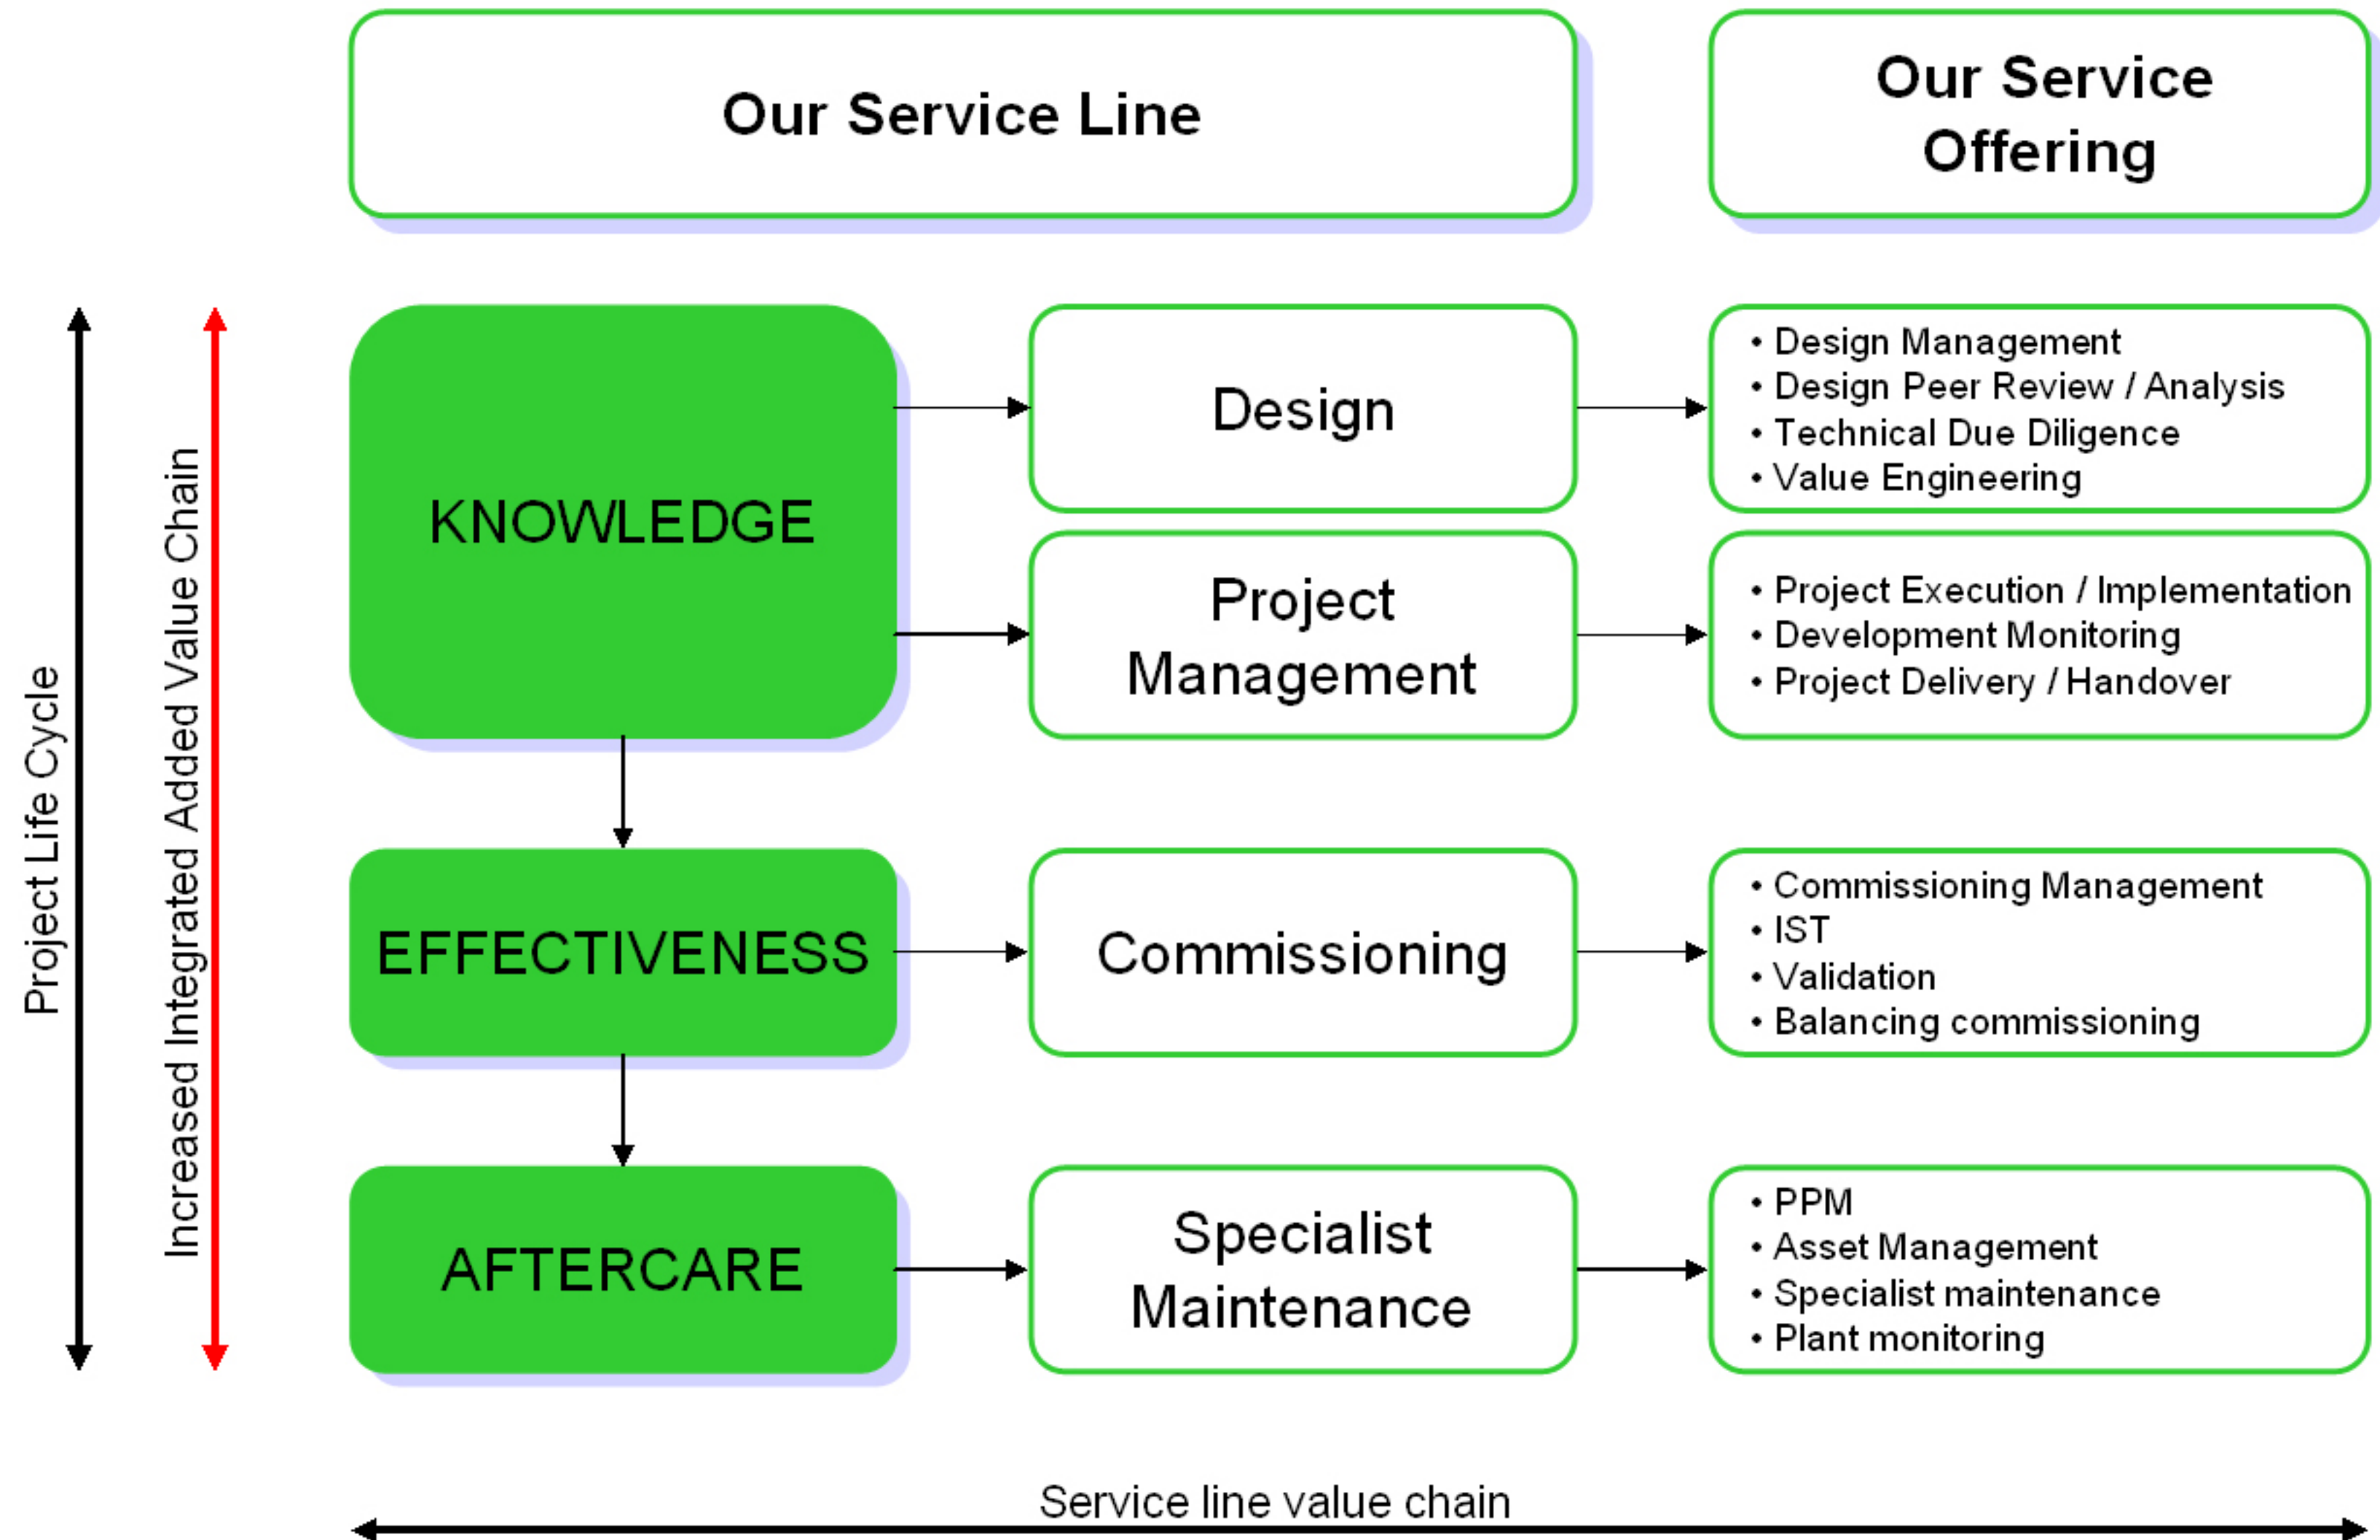 Our Service Line
Our Service
Offering
Project Life Cycle
Increased Integrated Added Value Chain
KNOWLEDGE
Design
• Design Management
• Design Peer Review / Analysis
• Technical Due Diligence
• Value Engineering
Project
Management
• Project Execution / Implementation
• Development Monitoring
• Project Delivery / Handover
EFFECTIVENESS
Commissioning
• Commissioning Management
• IST
• Validation
• Balancing commissioning
AFTERCARE
Specialist
Maintenance
• PPM
• Asset Management
• Specialist maintenance
• Plant monitoring
Service line value chain